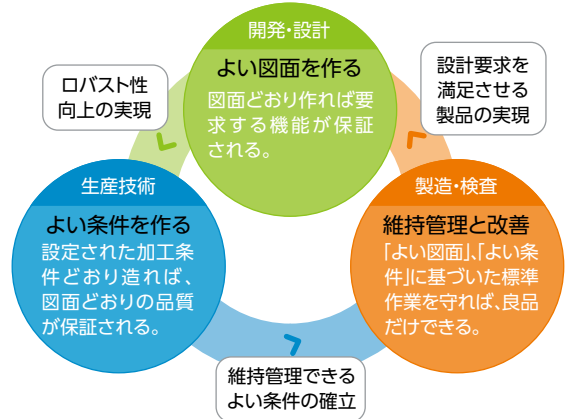 開発・設計
よい図面を作る
図面どおり作れば要
求する機能が保証
される。
ロバスト性
向上の実現
設計要求を
満足させる
製品の実現
生産技術
よい条件を作る
設定された加工条
件どおり造れば、
図面どおりの品質
が保証される。
製造・検査
維持管理と改善
「よい図面」、「よい条
件」に基づいた標準
作業を守れば、良品
だけできる。
維持管理できる
よい条件の確立